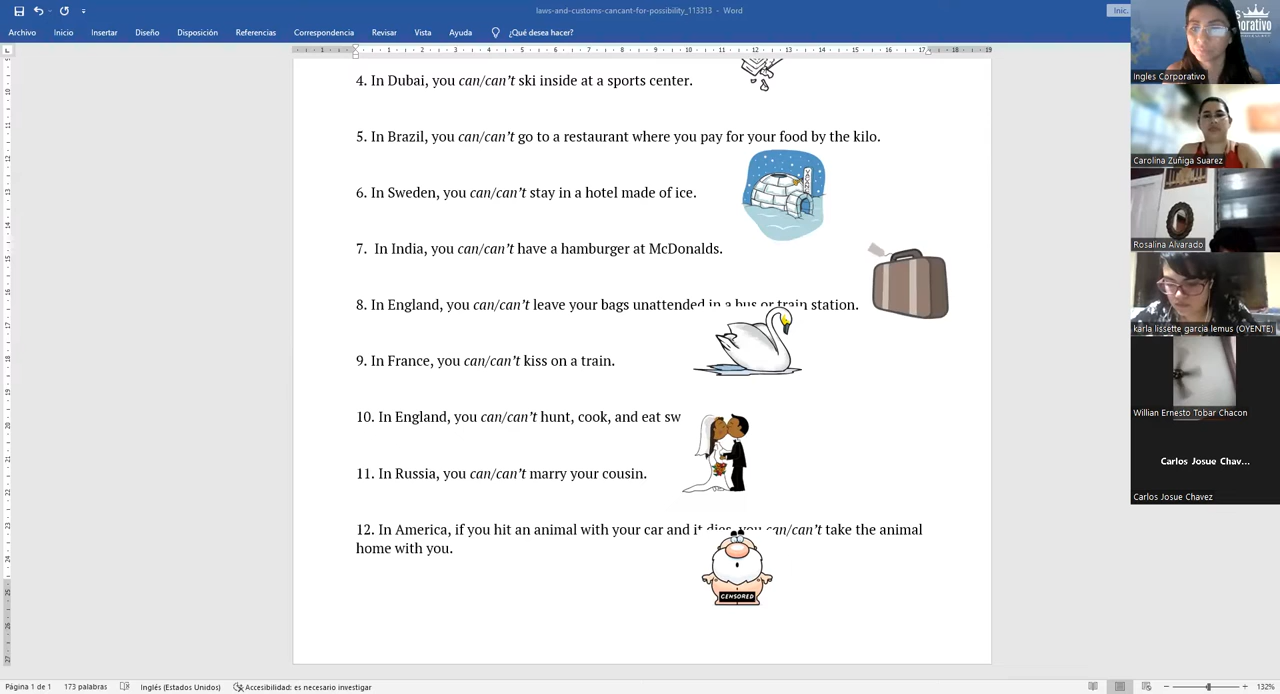 laws-and-customs-cancant-for-possibility_113313 - Word
Inic.
Archivo Inicio Insertar Diseño Disposición Referencias Correspondencia Revisar Vista Ayuda ¿Qué desea hacer?
4. In Dubai, you can/can't ski inside at a sports center.
5. In Brazil, you can/can't go to a restaurant where you pay for your food by the kilo.
6. In Sweden, you can/can't stay in a hotel made of ice.
VACANCY
7. In India, you can/can't have a hamburger at McDonalds.
8. In England, you can/can't leave your bags unattended in a bus or train station.
9. In France, you can/can't kiss on a train.
10. In England, you can/can't hunt, cook, and eat sw
11. In Russia, you can/can't marry your cousin.
12. In America, if you hit an animal with your car and it dies, you can/can't take the animal
home with you.
CENSORED
Ingles Corporativo
Carolina Zuñiga Suarez
Rosalina Alvarado
karla lissette garcia lemus (OYENTE)
Willian Ernesto Tobar Chacon
Carlos Josue Chav...
Carlos Josue Chavez
Página 1 de 1 173 palabras Inglés (Estados Unidos) Accesibilidad: es necesario investigar
132%